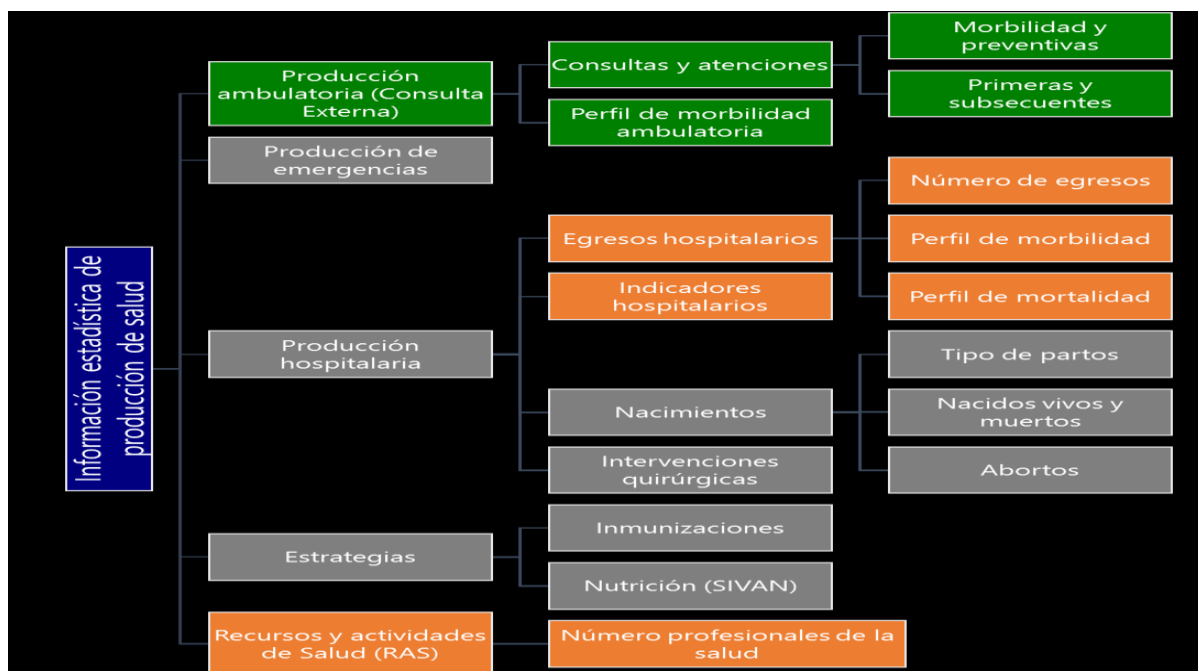 Información estadística de
producción de salud
Producción
ambulatoria (Consulta
Externa)
Consultas y atenciones
Morbilidad y
preventivas
Primeras y
subsecuentes
Perfil de morbilidad
ambulatoria
Producción de
emergencias
Producción
hospitalaria
Egresos hospitalarios
Número de egresos
Perfil de morbilidad
Perfil de mortalidad
Indicadores
hospitalarios
Nacimientos
Tipo de partos
Nacidos vivos y
muertos
Abortos
Intervenciones
quirúrgicas
Estrategias
Inmunizaciones
Nutrición (SIVAN)
Recursos y actividades
de Salud (RAS)
Número profesionales de la
salud